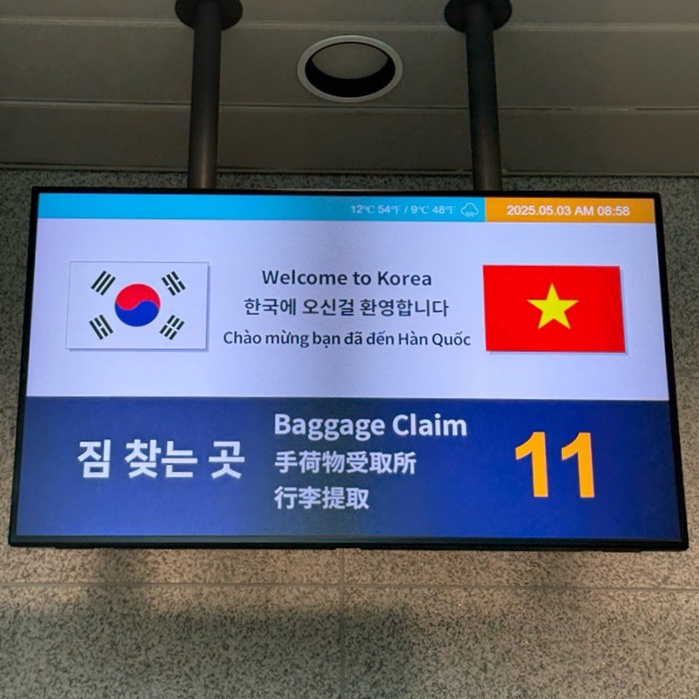 12℃ 54℉ / 9℃ 48℉
2025.05.03 AM 08:58
Welcome to Korea
한국에 오신걸 환영합니다
Chào mừng bạn đã đến Hàn Quốc
짐 찾는 곳
Baggage Claim
手荷物受取所
行李提取
11